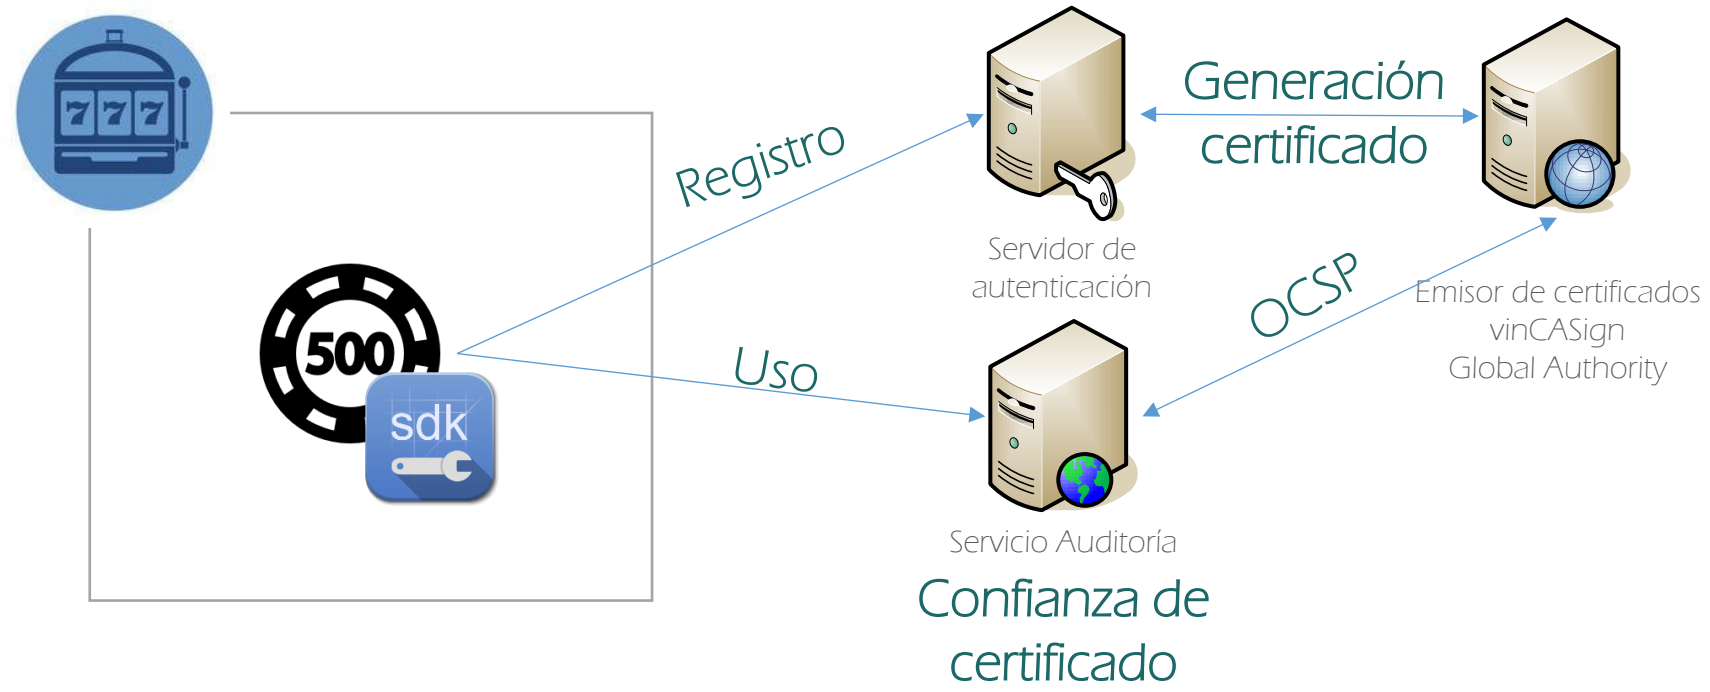 777
500
sdk
Registro
Uso
Servidor de
autenticación
Generación
certificado
OCSP
Emisor de certificados
vinCASign
Global Authority
Servicio Auditoría
Confianza de
certificado